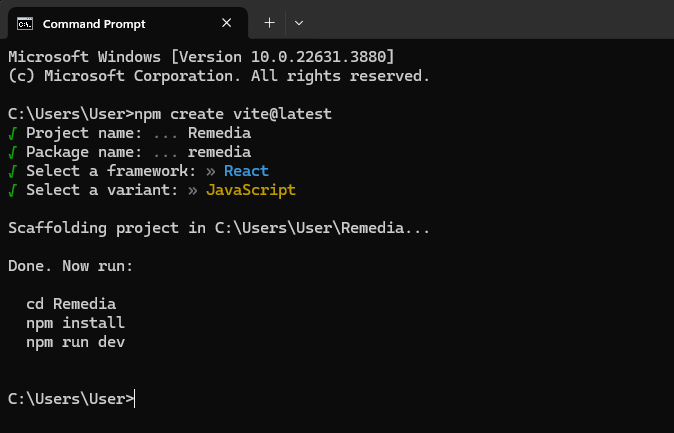 Command Prompt
Microsoft Windows [Version 10.0.22631.3880]
(c) Microsoft Corporation. All rights reserved.
C:\Users\User>npm create vite@latest
√ Project name: ... Remedia
√ Package name: ... remedia
√ Select a framework: » React
√ Select a variant: » JavaScript
Scaffolding project in C:\Users\User\Remedia...
Done. Now run:
cd Remedia
npm install
npm run dev
C:\Users\User>